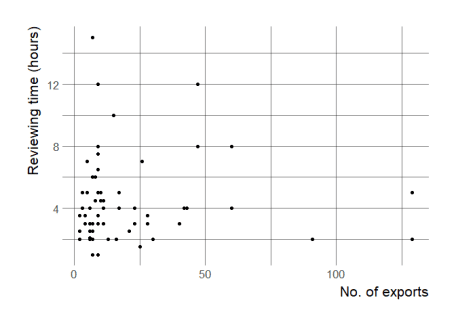 Reviewing time (hours)
12
8
4
0 50 100
No. of exports